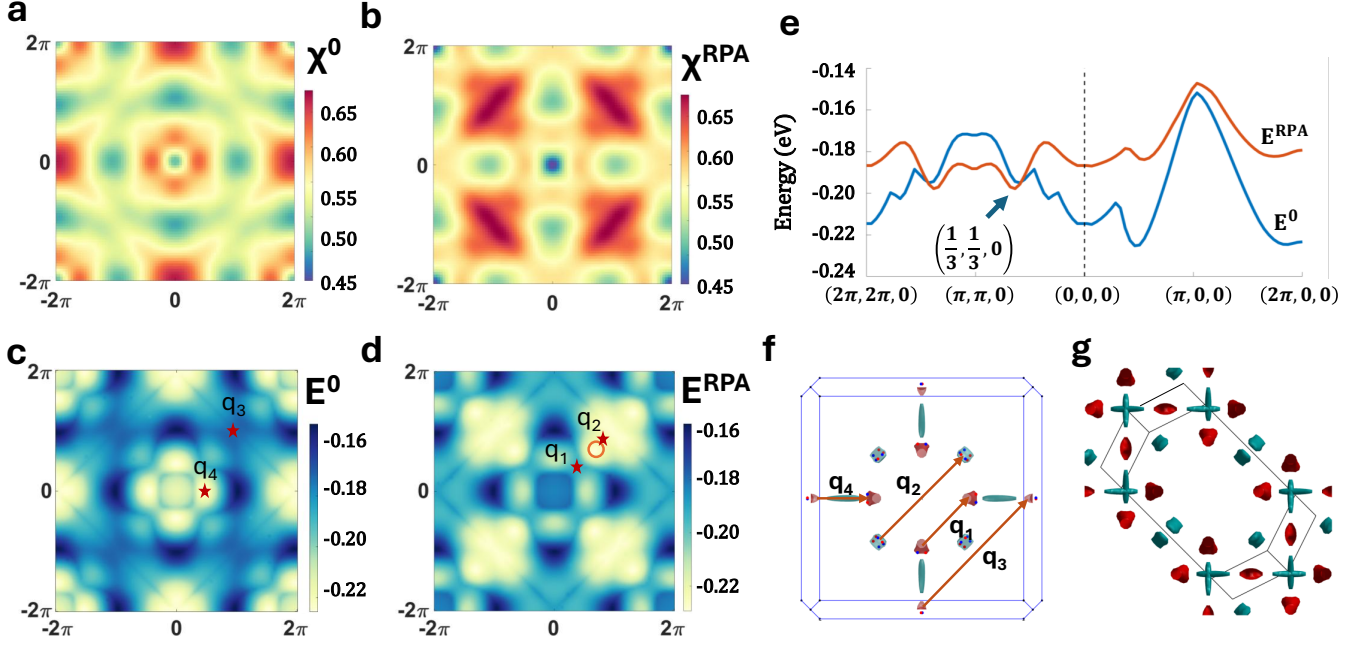 a
χ⁰
2π
0
-2π
-2π
0
2π
0.65
0.60
0.55
0.50
0.45
b
χᴿᴾᴬ
2π
0
-2π
-2π
0
2π
0.65
0.60
0.55
0.50
0.45
e
Energy (eV)
-0.14
-0.16
-0.18
-0.20
-0.22
-0.24
Eᴿᴾᴬ
E⁰
(1/3, 1/3, 0)
(2π, 2π, 0)
(π, π, 0)
(0, 0, 0)
(π, 0, 0)
(2π, 0, 0)
c
E⁰
2π
0
-2π
-2π
0
2π
q₃
q₄
-0.16
-0.18
-0.20
-0.22
d
Eᴿᴾᴬ
2π
0
-2π
-2π
0
2π
q₂
q₁
-0.16
-0.18
-0.20
-0.22
f
q₄
q₂
q₁
q₃
g